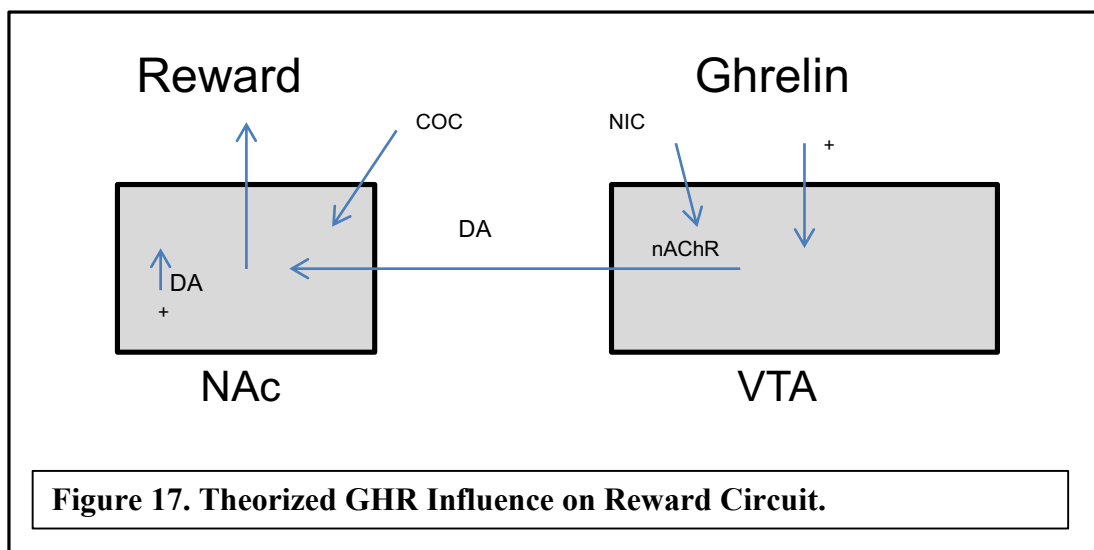 Reward
Ghrelin
COC
NIC
+
DA
nAChR
DA
+
NAc
VTA
Figure 17. Theorized GHR Influence on Reward Circuit.